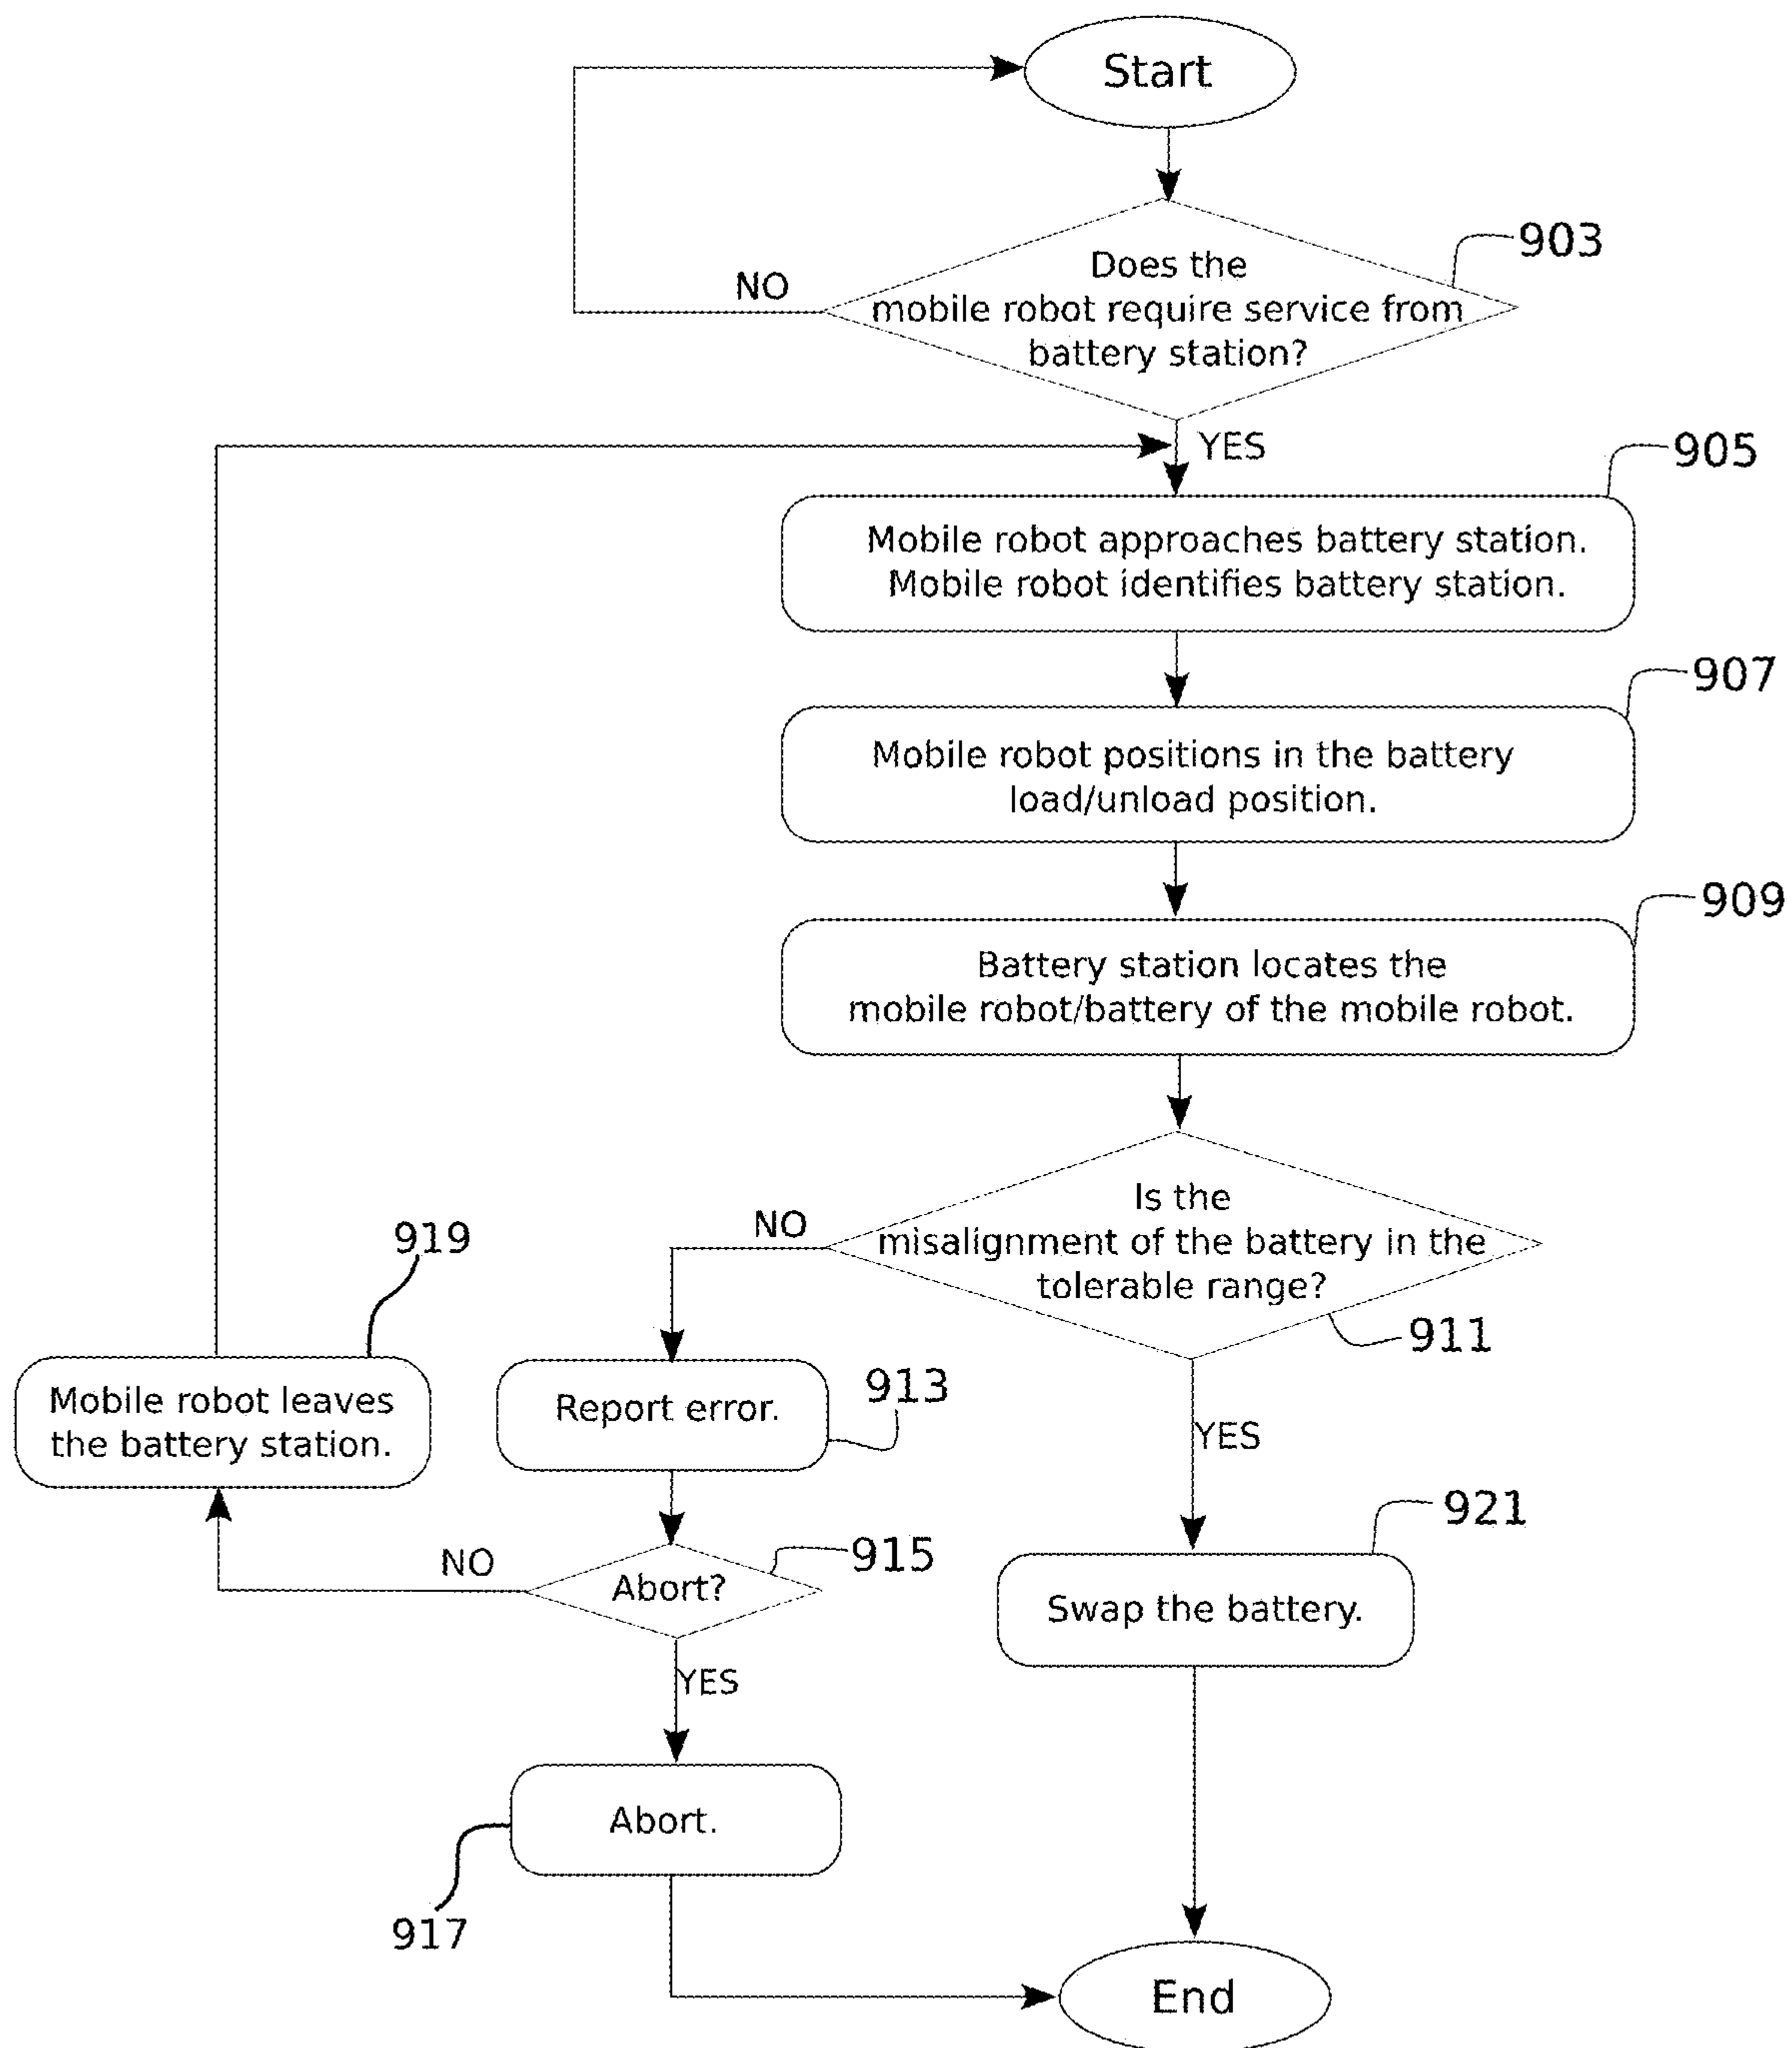 Start
903
Does the
NO
mobile robot require service from
battery station?
YES
905
Mobile robot approaches battery station.
Mobile robot identifies battery station.
907
Mobile robot positions in the battery
load/unload position.
909
Battery station locates the
mobile robot/battery of the mobile robot.
Is the
NO
misalignment of the battery in the
tolerable range?
911
919
Mobile robot leaves
the battery station.
Report error.
913
YES
921
NO
Abort?
915
Swap the battery.
YES
Abort.
917
End